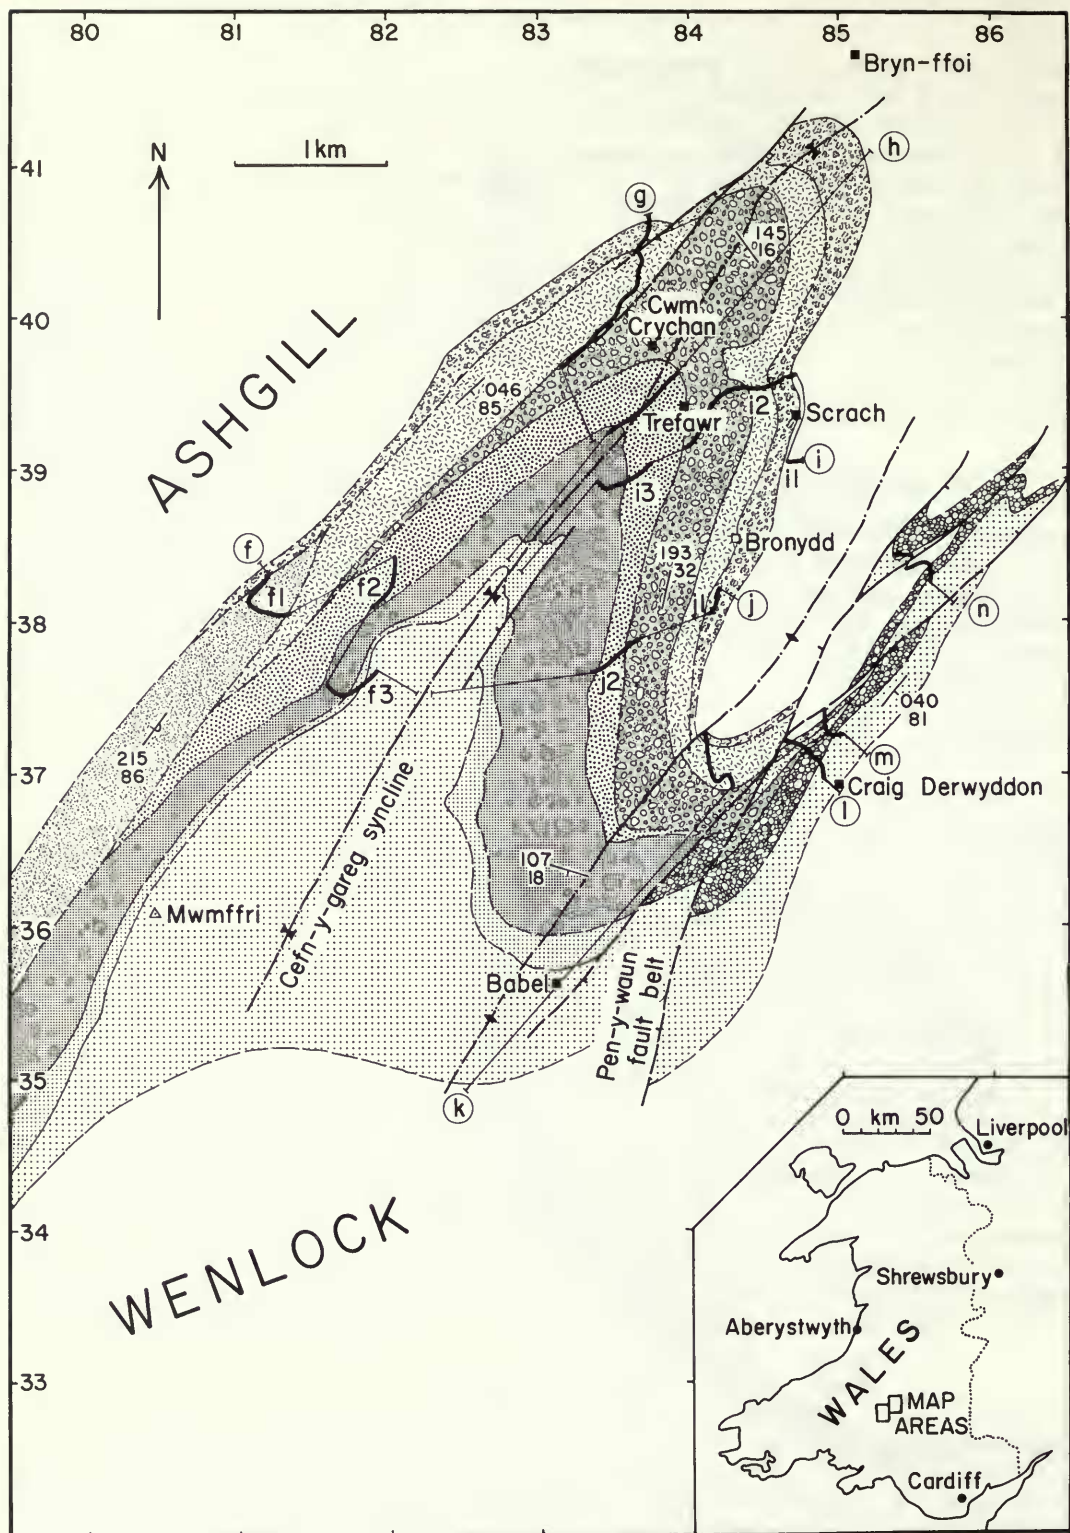 80 81 82 83 84 85 86
Bryn-ffoi
N
1km
41
h
g
145
16
Cwm
Crychan
40
ASHGILL
046
85
Trefawr
i2
Scrach
39
i
i1
i3
f
f1
f2
193
32
Bronydd
j1
j
38
n
j2
f3
040
81
215
86
m
37
Craig Derwyddon
l
107
18
Mwmffri
36
Cefn-y-gareg syncline
Babel
Pen-y-waun
fault belt
35
k
0 km 50
Liverpool
34
WENLOCK
Shrewsbury
Aberystwyth
WALES
33
MAP
AREAS
Cardiff